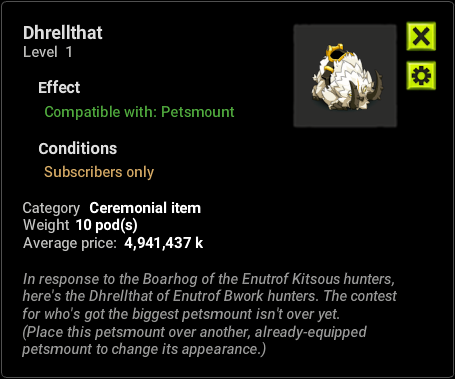 Dhrellthat
Level 1
Effect
Compatible with: Petsmount
Conditions
Subscribers only
Category Ceremonial item
Weight 10 pod(s)
Average price: 4,941,437 k
In response to the Boarhog of the Enutrof Kitsous hunters,
here's the Dhrellthat of Enutrof Bwork hunters. The contest
for who's got the biggest petsmount isn't over yet.
(Place this petsmount over another, already-equipped
petsmount to change its appearance.)